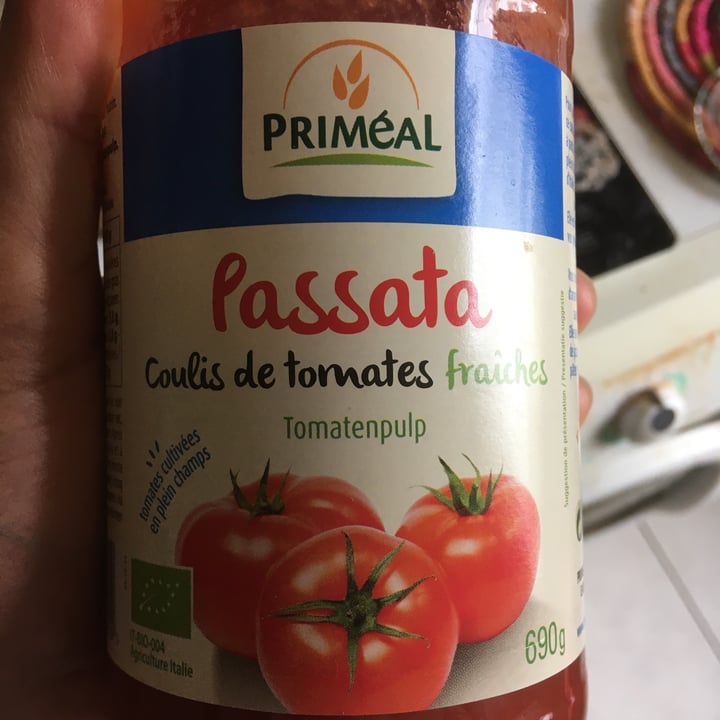 PRIMéAL
Passata
Coulis de tomates fraîches
Tomatenpulp
tomates cultivées
en plein champs
IT-BIO-004
Agriculture Italie
690g
Suggestion de présentation / Presentatie suggestie